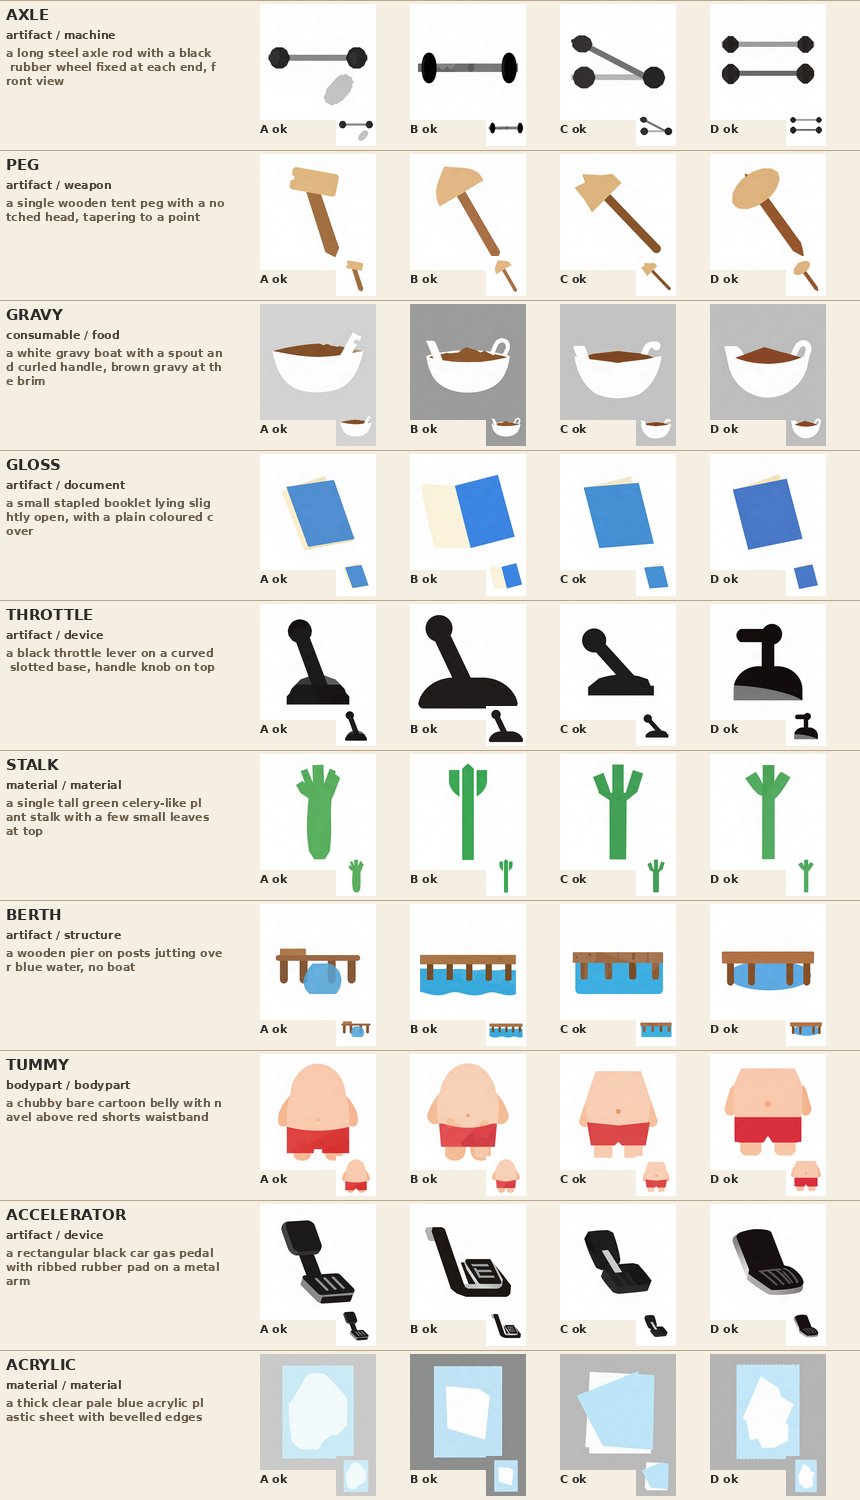 AXLE
artifact / machine
a long steel axle rod with a black
rubber wheel fixed at each end, f
ront view
A ok
B ok
C ok
D ok
PEG
artifact / weapon
a single wooden tent peg with a no
tched head, tapering to a point
A ok
B ok
C ok
D ok
GRAVY
consumable / food
a white gravy boat with a spout an
d curled handle, brown gravy at th
e brim
A ok
B ok
C ok
D ok
GLOSS
artifact / document
a small stapled booklet lying slig
htly open, with a plain coloured c
over
A ok
B ok
C ok
D ok
THROTTLE
artifact / device
a black throttle lever on a curved
slotted base, handle knob on top
A ok
B ok
C ok
D ok
STALK
material / material
a single tall green celery-like pl
ant stalk with a few small leaves
at top
A ok
B ok
C ok
D ok
BERTH
artifact / structure
a wooden pier on posts jutting ove
r blue water, no boat
A ok
B ok
C ok
D ok
TUMMY
bodypart / bodypart
a chubby bare cartoon belly with n
avel above red shorts waistband
A ok
B ok
C ok
D ok
ACCELERATOR
artifact / device
a rectangular black car gas pedal
with ribbed rubber pad on a metal
arm
A ok
B ok
C ok
D ok
ACRYLIC
material / material
a thick clear pale blue acrylic pl
astic sheet with bevelled edges
A ok
B ok
C ok
D ok